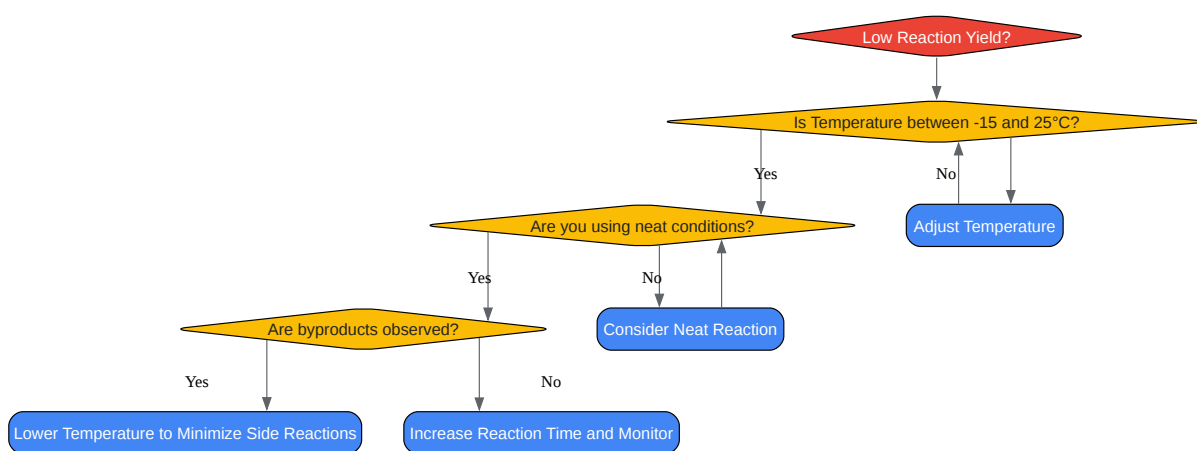 Low Reaction Yield?
Is Temperature between -15 and 25°C?
Yes
No
Are you using neat conditions?
Adjust Temperature
Yes
No
Are byproducts observed?
Consider Neat Reaction
Yes
No
Lower Temperature to Minimize Side Reactions
Increase Reaction Time and Monitor